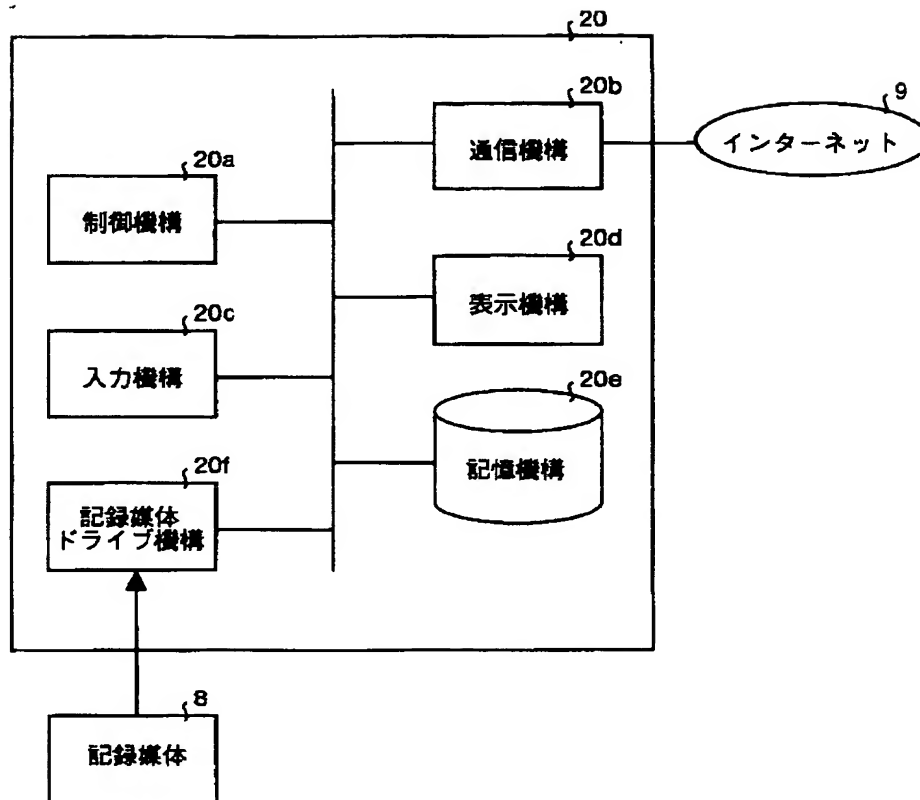 20
20b
通信機構
9
インターネット
20a
制御機構
20d
表示機構
20c
入力機構
20e
記憶機構
20f
記録媒体
ドライブ機構
8
記録媒体